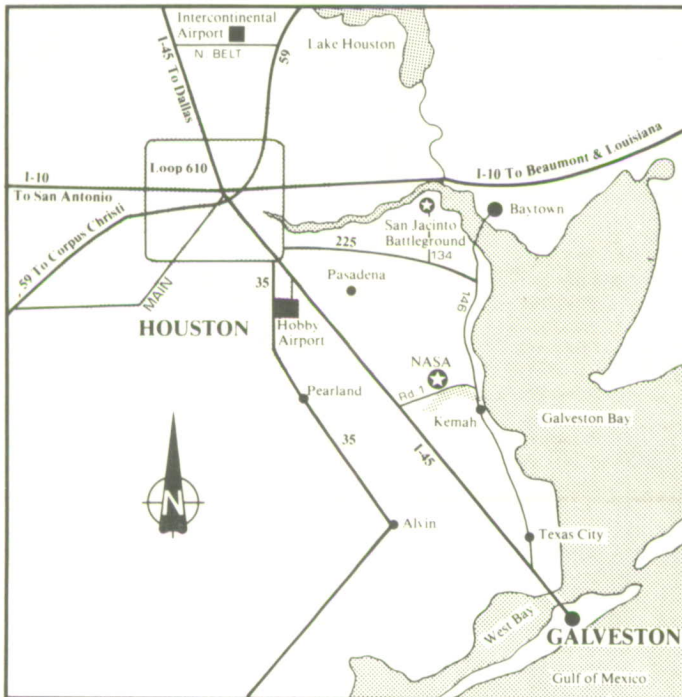 Intercontinental
Airport
N BELT
59
I-45 To Dallas
Lake Houston
Loop 610
I-10
To San Antonio
I-10 To Beaumont & Louisiana
59 To Corpus Christi
MAIN
San Jacinto
Battleground
134
Baytown
225
Pasadena
146
35
HOUSTON
Hobby
Airport
NASA
Rd. 1
Pearland
Kemah
Galveston Bay
35
I-45
N
Alvin
Texas City
West Bay
GALVESTON
Gulf of Mexico